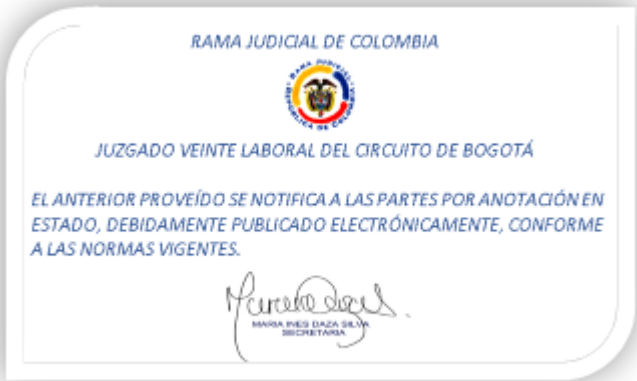 RAMA JUDICIAL DE COLOMBIA
JUZGADO VEINTE LABORAL DEL CIRCUITO DE BOGOTÁ
EL ANTERIOR PROVEÍDO SE NOTIFICA A LAS PARTES POR ANOTACIÓN EN
ESTADO, DEBIDAMENTE PUBLICADO ELECTRÓNICAMENTE, CONFORME
A LAS NORMAS VIGENTES.
MARIA INES DAZA SILVA
SECRETARIA